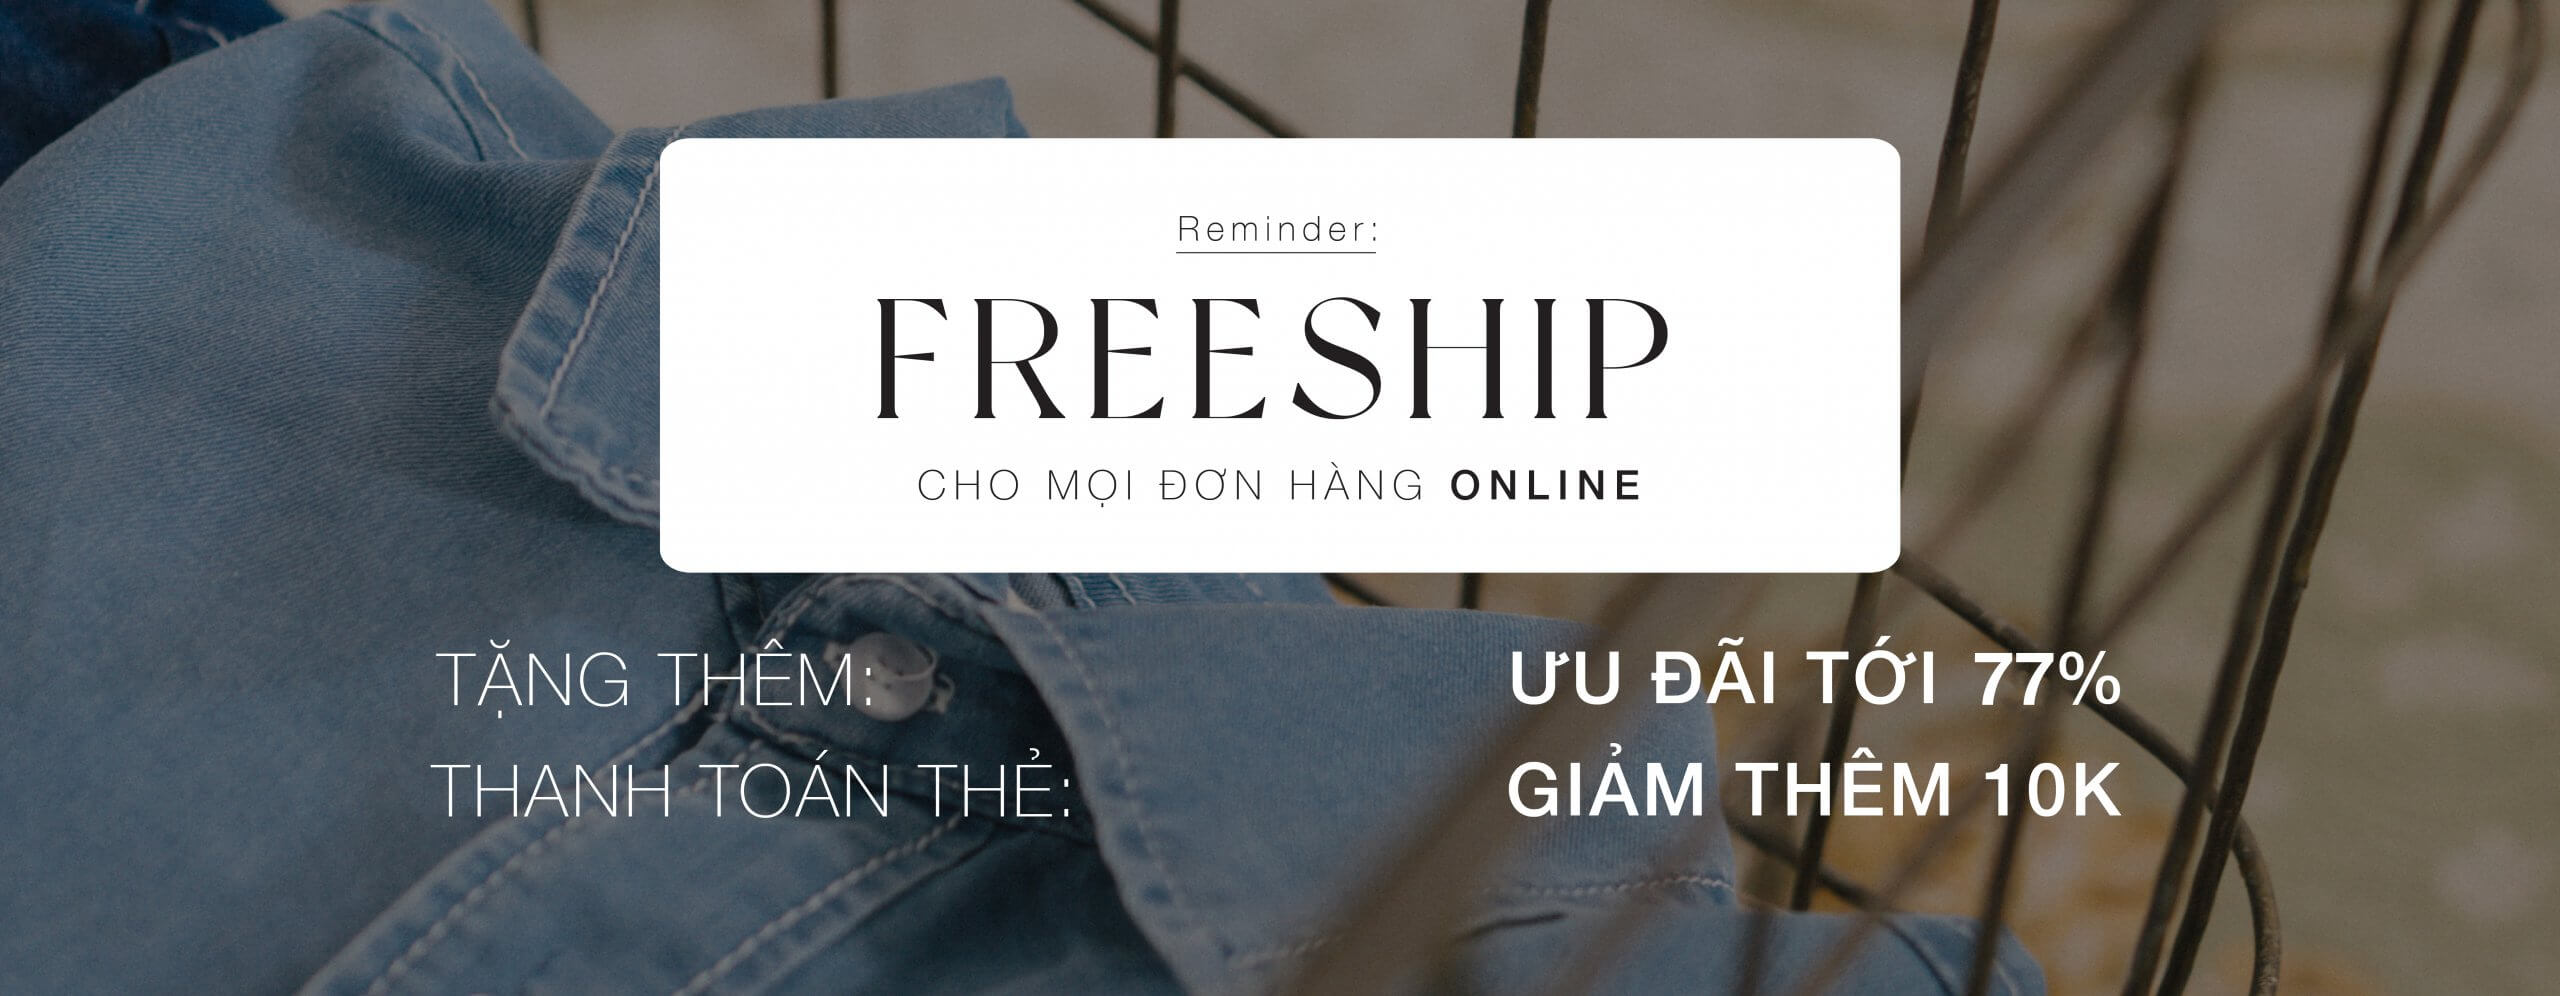 Reminder:
FREESHIP
CHO MỌI ĐƠN HÀNG ONLINE
TẶNG THÊM: ƯU ĐÃI TỚI 77%
THANH TOÁN THẺ: GIẢM THÊM 10K